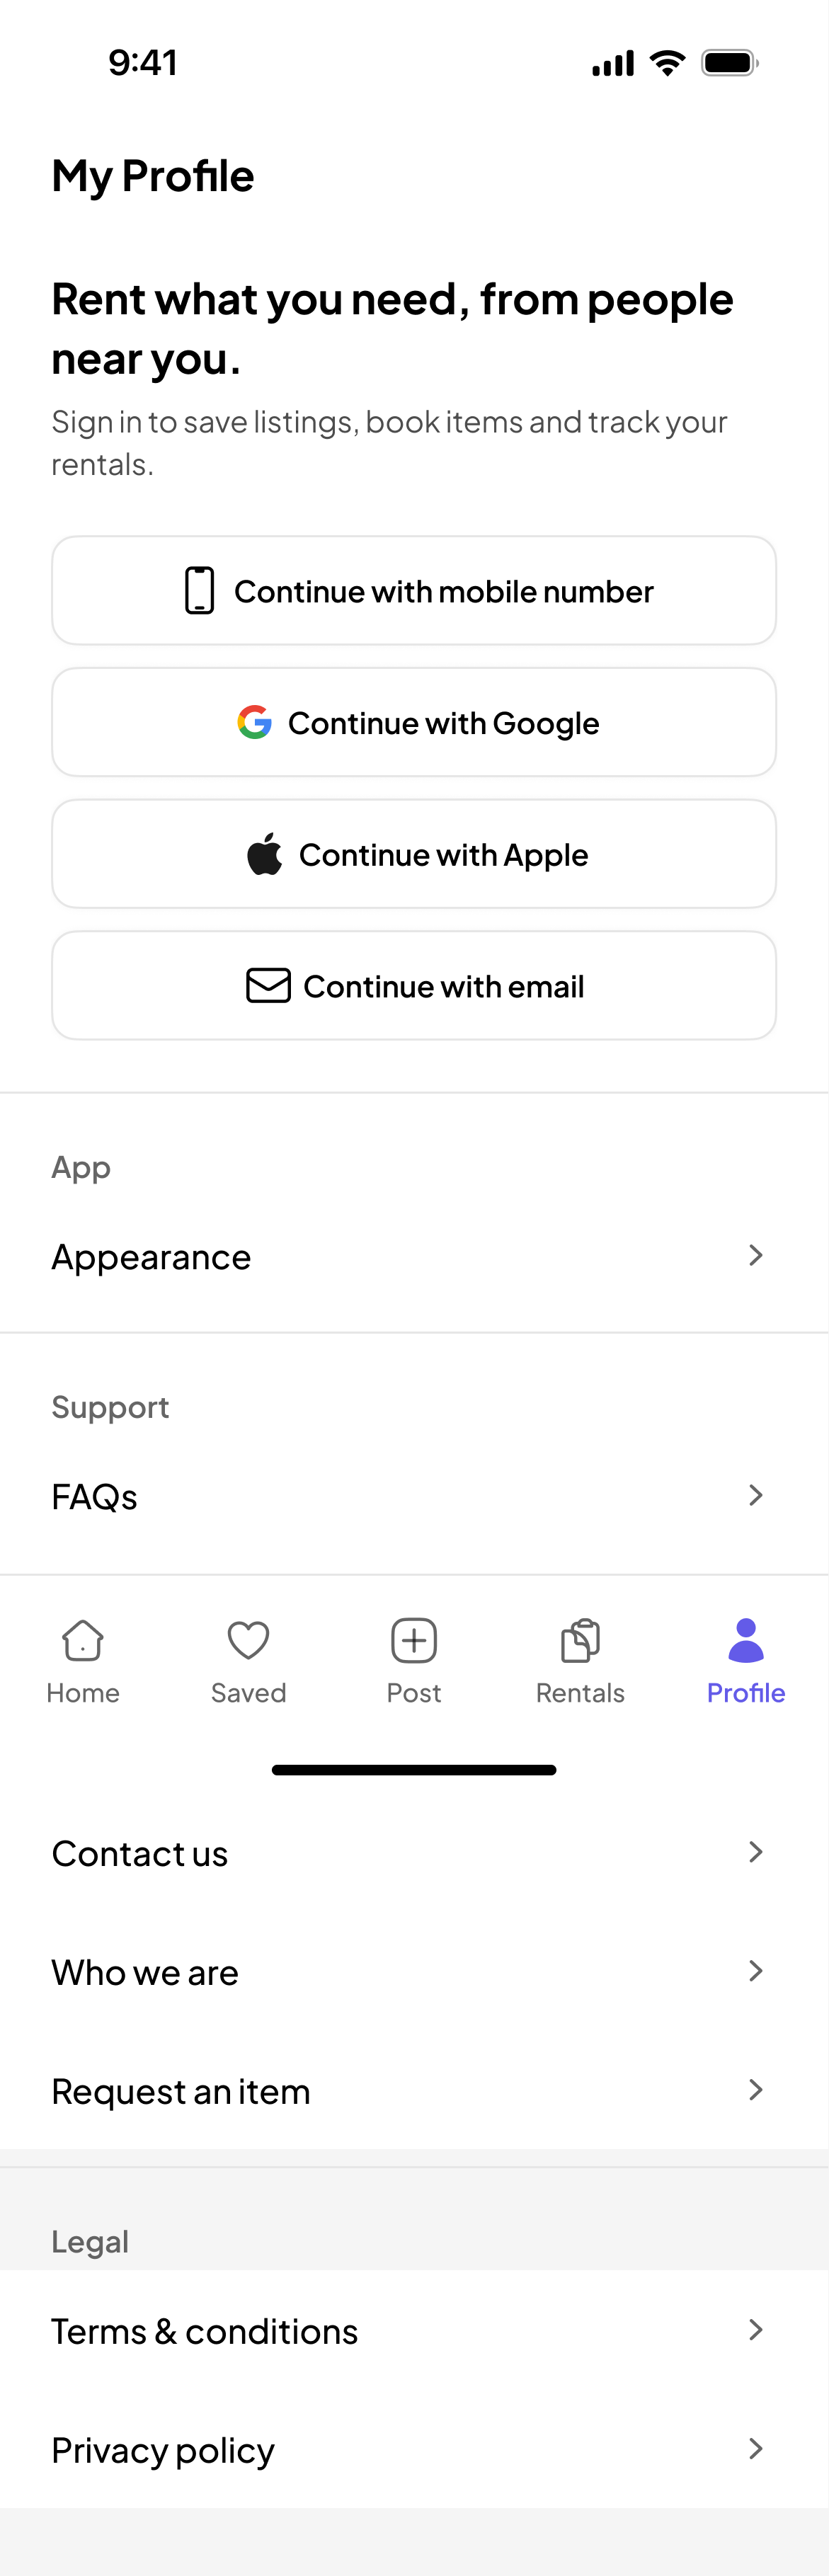 9:41
My Profile
Rent what you need, from people
near you.
Sign in to save listings, book items and track your
rentals.
Continue with mobile number
Continue with Google
Continue with Apple
Continue with email
App
Appearance
Support
FAQs
Home Saved Post Rentals Profile
Contact us
Who we are
Request an item
Legal
Terms & conditions
Privacy policy